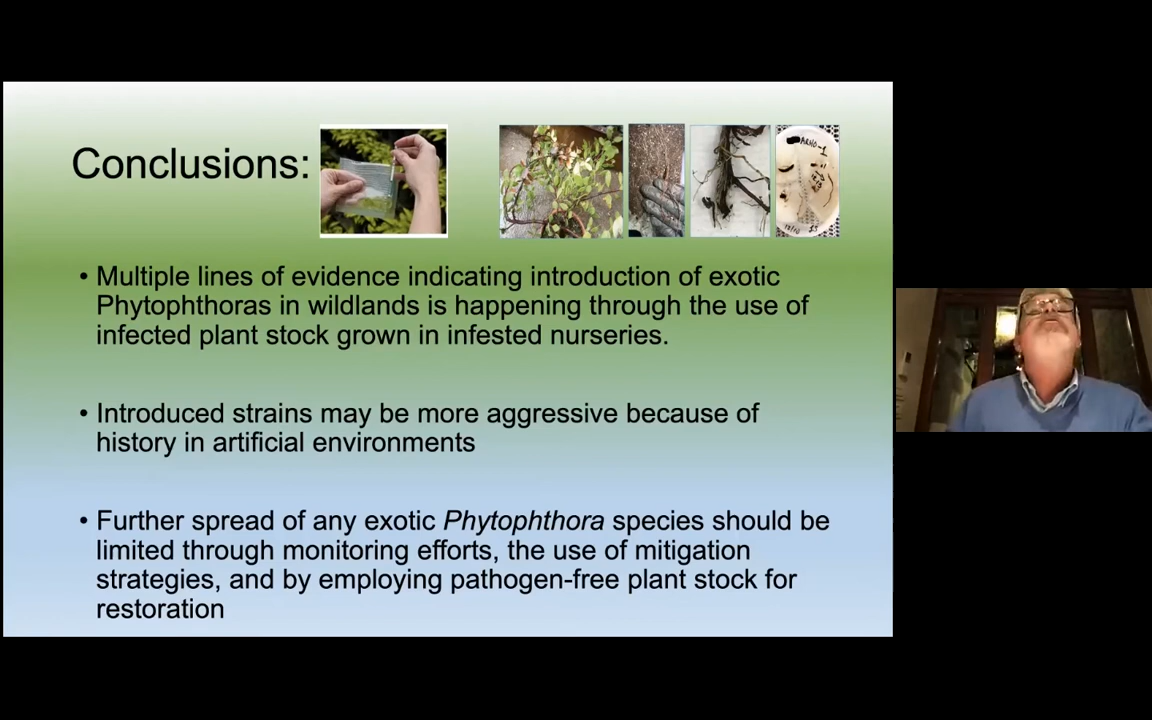 Conclusions:
ARHO-1
• Multiple lines of evidence indicating introduction of exotic
Phytophthoras in wildlands is happening through the use of
infected plant stock grown in infested nurseries.
• Introduced strains may be more aggressive because of
history in artificial environments
• Further spread of any exotic Phytophthora species should be
limited through monitoring efforts, the use of mitigation
strategies, and by employing pathogen-free plant stock for
restoration